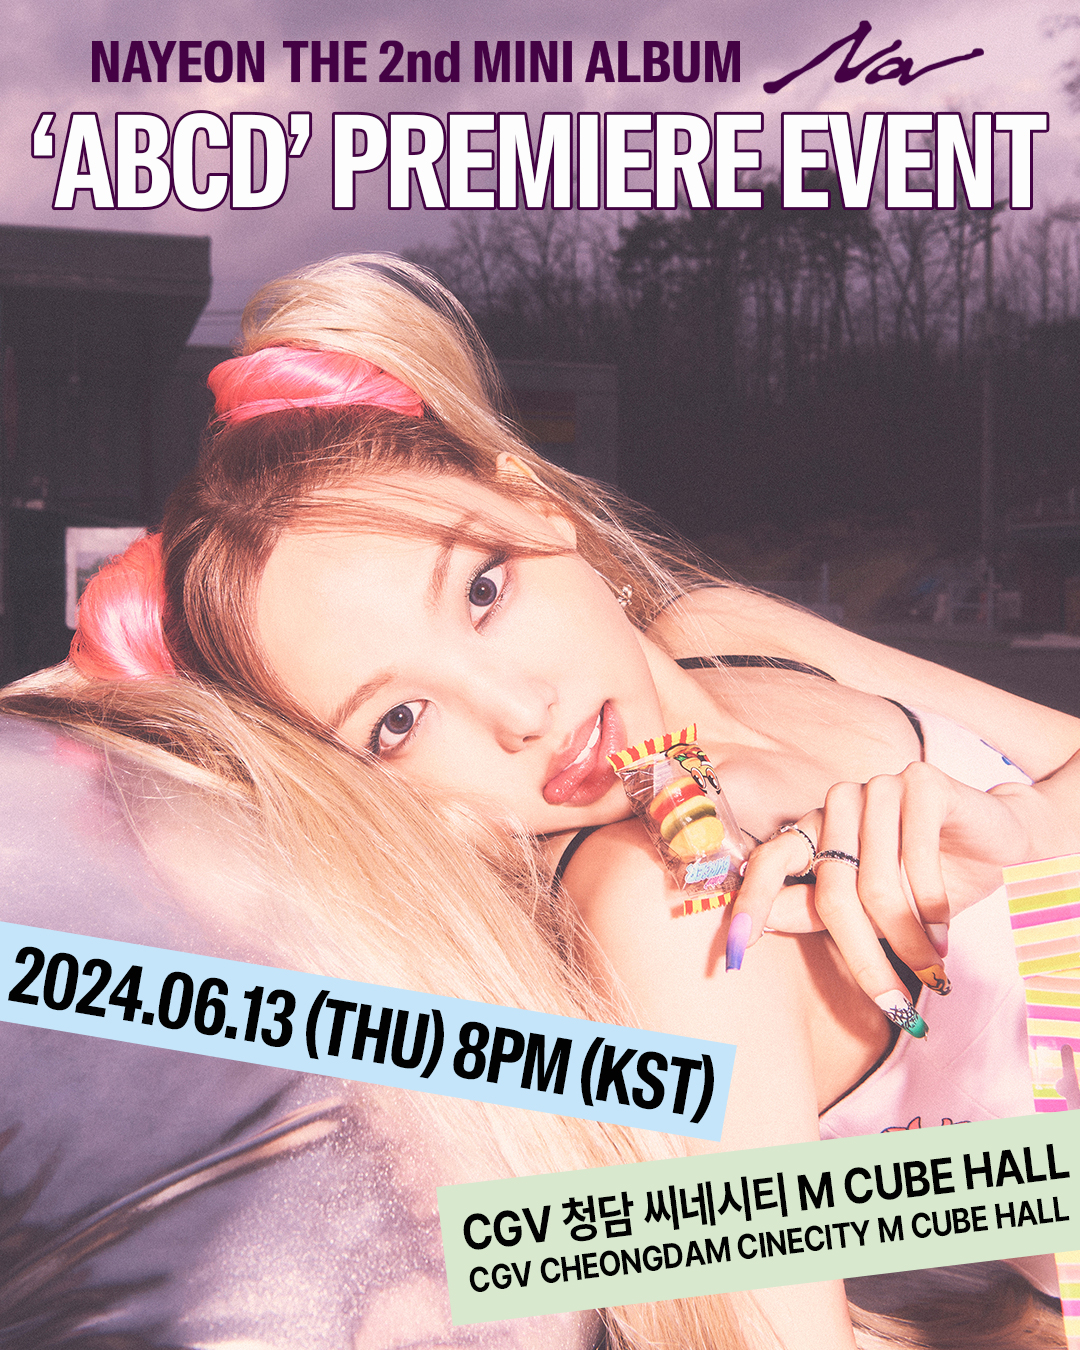 NAYEON THE 2nd MINI ALBUM Na
‘ABCD’ PREMIERE EVENT
2024.06.13 (THU) 8PM (KST)
CGV 청담 씨네시티 M CUBE HALL
CGV CHEONGDAM CINECITY M CUBE HALL